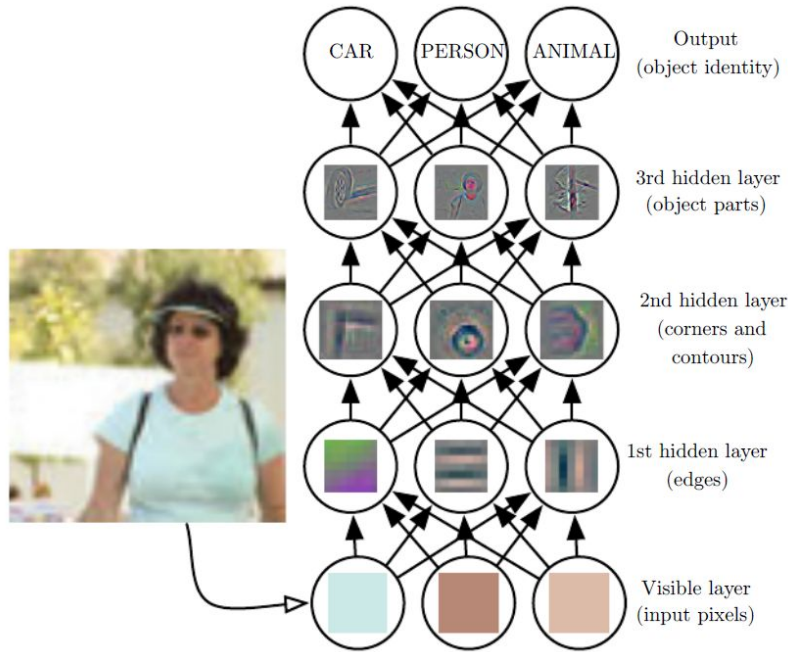 CAR PERSON ANIMAL
Output
(object identity)
3rd hidden layer
(object parts)
2nd hidden layer
(corners and
contours)
1st hidden layer
(edges)
Visible layer
(input pixels)